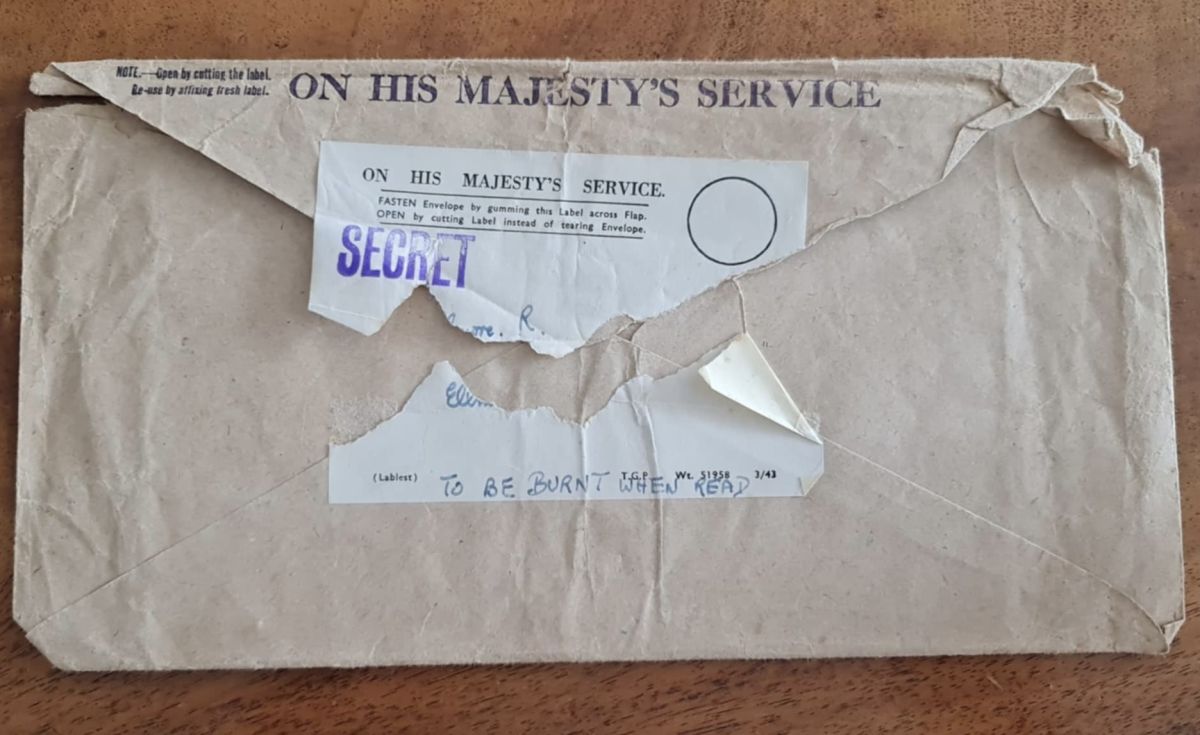 NOTE.—Open by cutting the label.
Re-use by affixing fresh label.
ON HIS MAJESTY'S SERVICE
ON HIS MAJESTY'S SERVICE.
FASTEN Envelope by gumming this Label across Flap.
OPEN by cutting Label instead of tearing Envelope.
SECRET
R.
(Lablest) T.G.P. Wt. 51958 3/43
TO BE BURNT WHEN READ